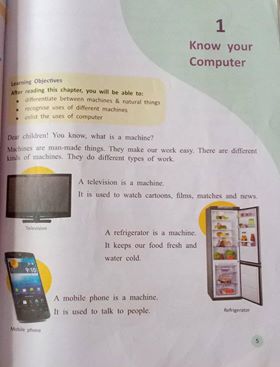 1
Know your
Computer
Learning Objectives
After reading this chapter, you will be able to:
• differentiate between machines & natural things
• recognise uses of different machines
• enlist the uses of computer
Dear children! You know, what is a machine?
Machines are man-made things. They make our work easy. There are different
kinds of machines. They do different types of work.
A television is a machine.
It is used to watch cartoons, films, matches and news.
Television
A refrigerator is a machine.
It keeps our food fresh and
water cold.
Refrigerator
A mobile phone is a machine.
It is used to talk to people.
Mobile phone
5